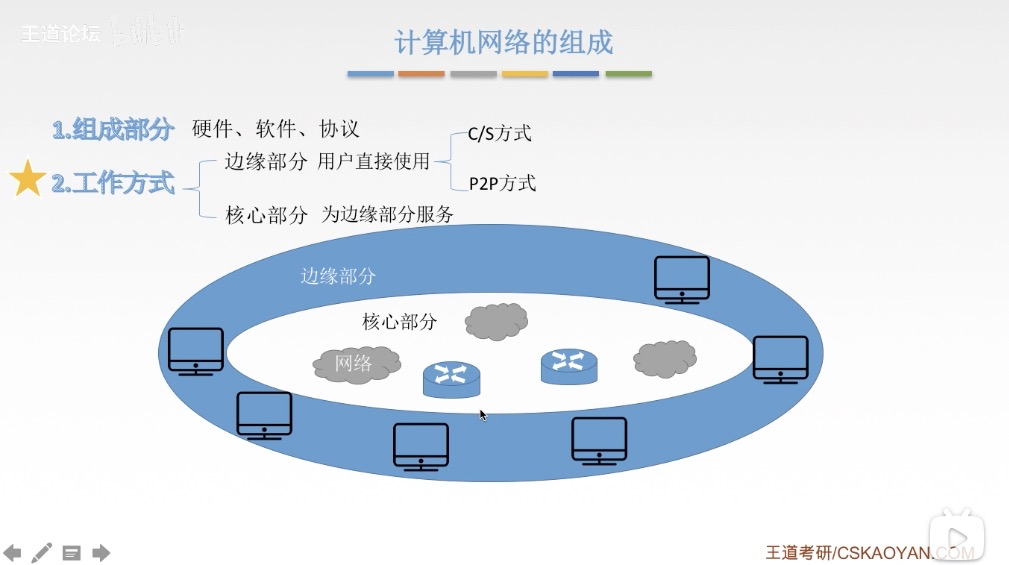 王道论坛
计算机网络的组成
1.组成部分 硬件、软件、协议
C/S方式
边缘部分 用户直接使用
2.工作方式
P2P方式
核心部分 为边缘部分服务
边缘部分
核心部分
网络
王道考研/CSKAOYAN.COM